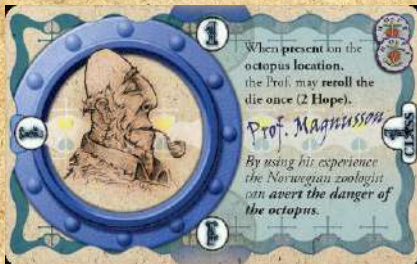 1
When present on the
octopus location,
the Prof. may reroll the
die once (2 Hope).
Prof. Magnusson
By using his experience
the Norwegian zoologist
can avert the danger of
the octopus.